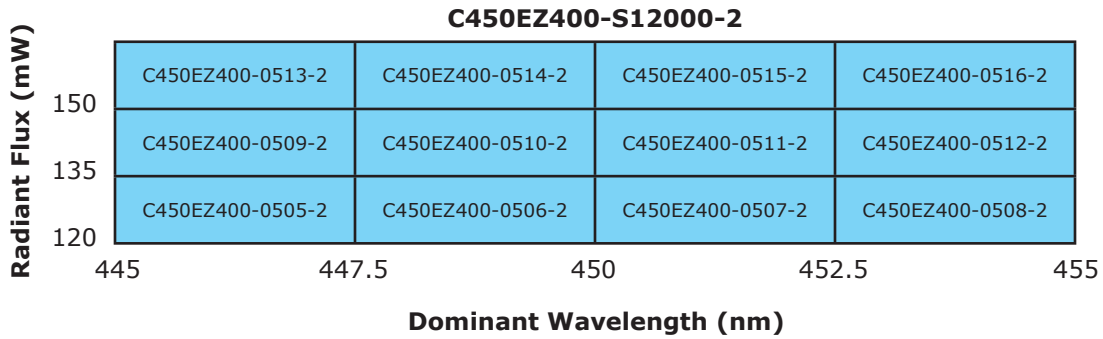 C450EZ400-S12000-2
Radiant Flux (mW)
C450EZ400-0513-2 C450EZ400-0514-2 C450EZ400-0515-2 C450EZ400-0516-2
150
C450EZ400-0509-2 C450EZ400-0510-2 C450EZ400-0511-2 C450EZ400-0512-2
135
C450EZ400-0505-2 C450EZ400-0506-2 C450EZ400-0507-2 C450EZ400-0508-2
120
445 447.5 450 452.5 455
Dominant Wavelength (nm)